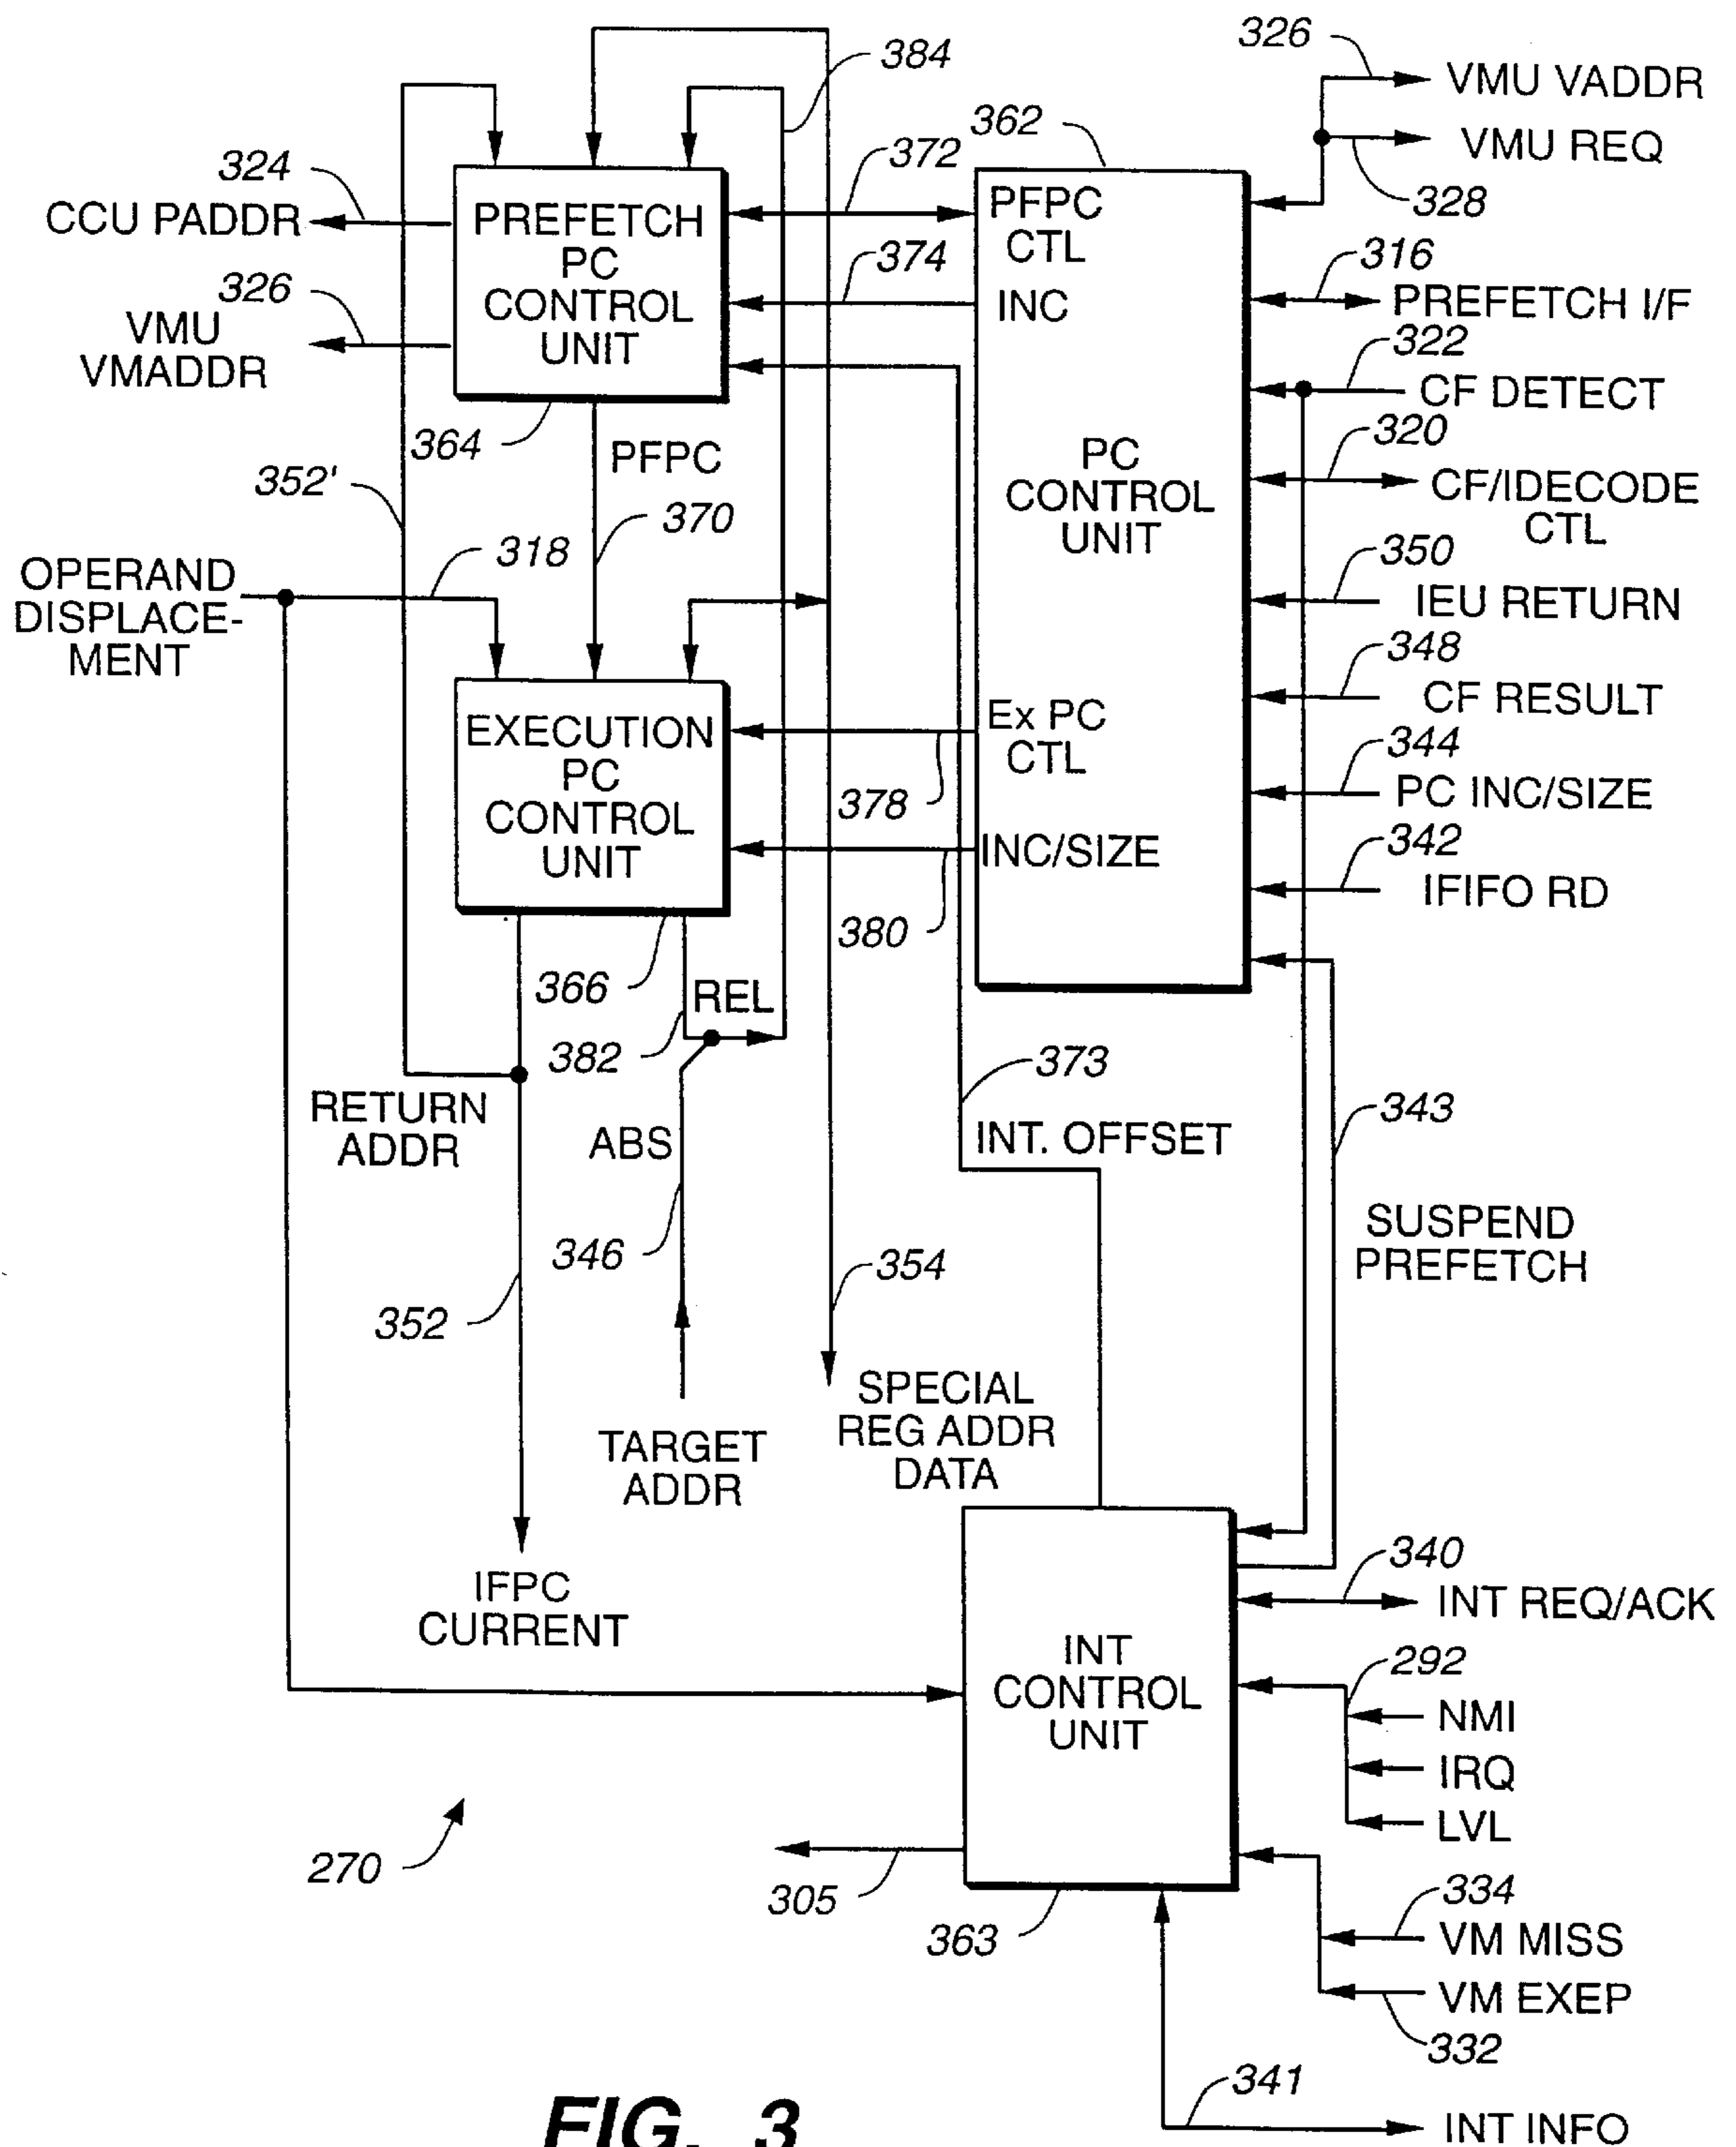 384
326
VMU VADDR
362
VMU REQ
372
324
PFPC
CTL
328
CCU PADDR
PREFETCH
PC
CONTROL
UNIT
374
316
326
INC
PREFETCH I/F
VMU
VMADDR
322
CF DETECT
364
PFPC
320
352'
PC
CONTROL
UNIT
CF/IDECODE
CTL
370
318
350
OPERAND
DISPLACE-
MENT
IEU RETURN
348
CF RESULT
EXECUTION
PC
CONTROL
UNIT
Ex PC
CTL
344
378
PC INC/SIZE
INC/SIZE
342
IFIFO RD
380
366
REL
382
373
RETURN
ADDR
343
ABS
INT. OFFSET
SUSPEND
PREFETCH
346
354
352
SPECIAL
REG ADDR
DATA
TARGET
ADDR
340
IFPC
CURRENT
INT REQ/ACK
INT
CONTROL
UNIT
292
NMI
IRQ
LVL
270
305
334
363
VM MISS
VM EXEP
332
341
FIG. 3
INT INFO